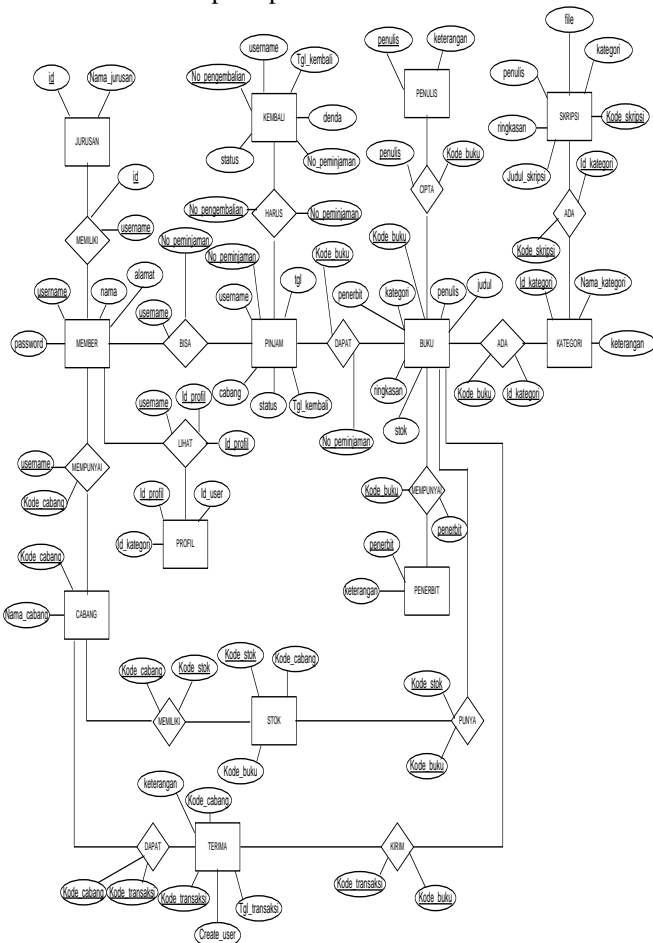 file
username
Tgl_kembali
penulis
keterangan
kategori
id
Nama_jurusan
No_pengembalian
penulis
JURUSAN
KEMBALI
denda
PENULIS
SKRIPSI
Kode_skripsi
ringkasan
status
No_peminjaman
penulis
Kode_buku
Judul_skripsi
Id_kategori
id
CIPTA
ADA
No_pengembalian
HARUS
No_peminjaman
MEMILIKI
username
No_peminjaman
No_peminjaman
Kode_buku
Kode_buku
Kode_skripsi
username
nama
alamat
tgl
username
penerbit
kategori
penulis
judul
Id_kategori
Nama_kategori
username
password
MEMBER
BISA
PINJAM
DAPAT
BUKU
ADA
KATEGORI
keterangan
cabang
status
Tgl_kembali
ringkasan
stok
Kode_buku
Id_kategori
username
Id_profil
LIHAT
Id_profil
No_peminjaman
username
MEMPUNYAI
Kode_cabang
Id_profil
Id_user
Kode_buku
MEMPUNYAI
penerbit
Id_kategori
PROFIL
penerbit
Kode_cabang
keterangan
PENERBIT
Nama_cabang
CABANG
Kode_cabang
Kode_stok
Kode_stok
Kode_cabang
Kode_stok
MEMILIKI
STOK
PUNYA
Kode_buku
Kode_buku
keterangan
Kode_cabang
DAPAT
TERIMA
KIRIM
Kode_cabang
Kode_transaksi
Kode_transaksi
Tgl_transaksi
Kode_transaksi
Kode_buku
Create_user